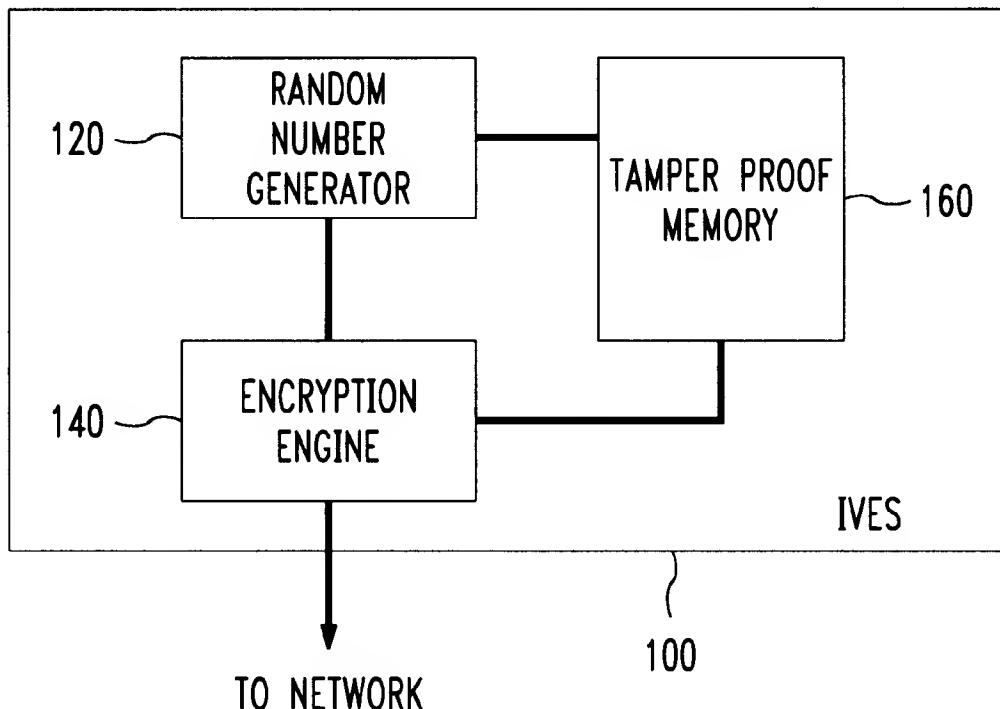 RANDOM
NUMBER
GENERATOR
120
TAMPER PROOF
MEMORY
160
ENCRYPTION
ENGINE
140
IVES
100
TO NETWORK